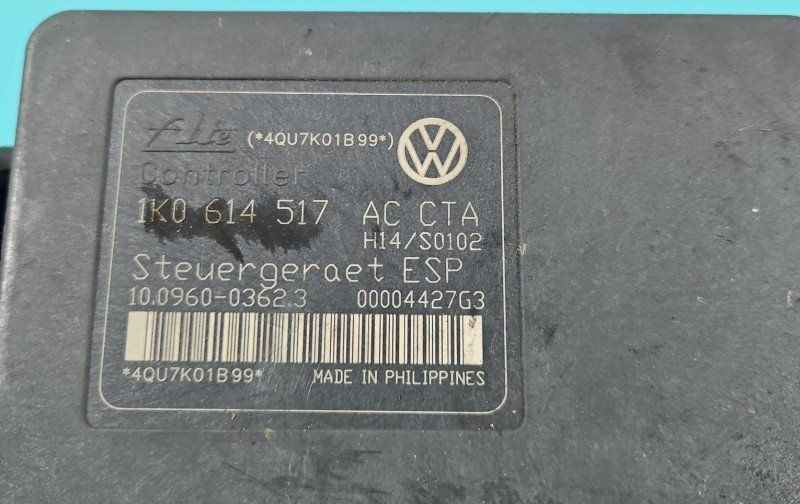 Ate (*4QU7K01B99*) VW
Controller
1K0 614 517 AC CTA
H14/S0102
Steuergeraet ESP
10.0960-0362.3 00004427G3
*4QU7K01B99* MADE IN PHILIPPINES